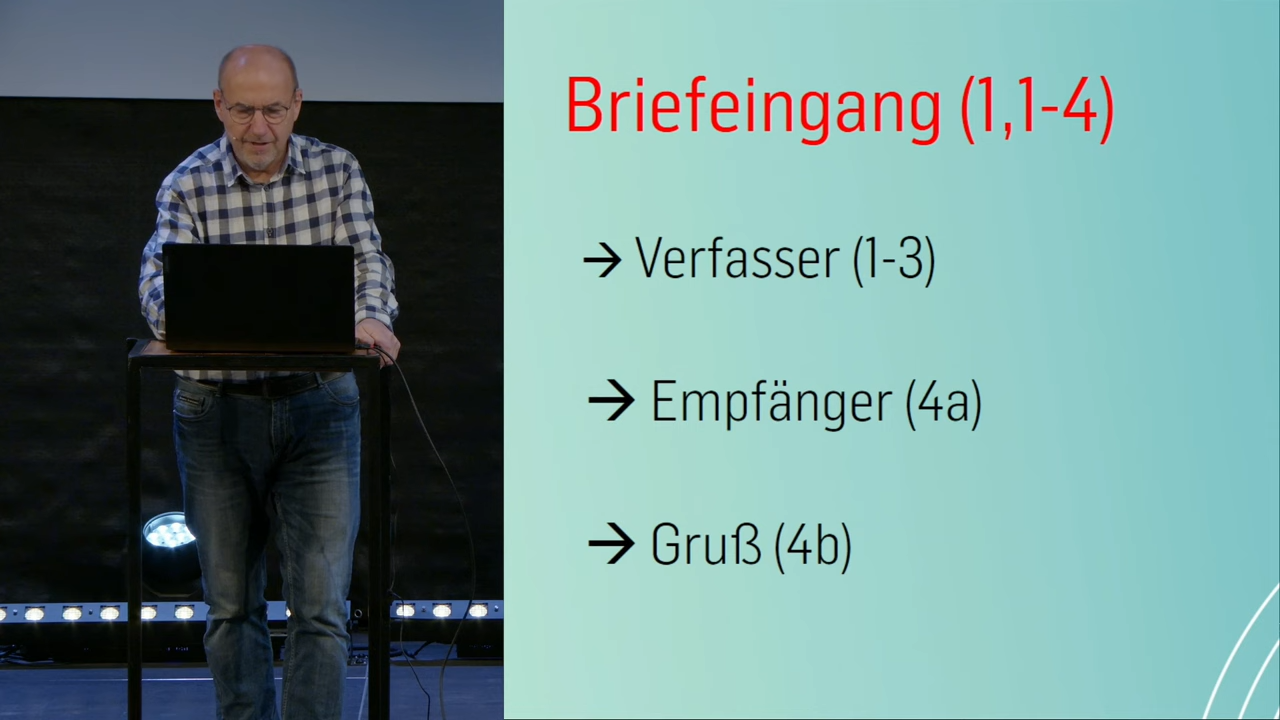 Briefeingang (1,1-4)
→ Verfasser (1-3)
→ Empfänger (4a)
→ Gruß (4b)